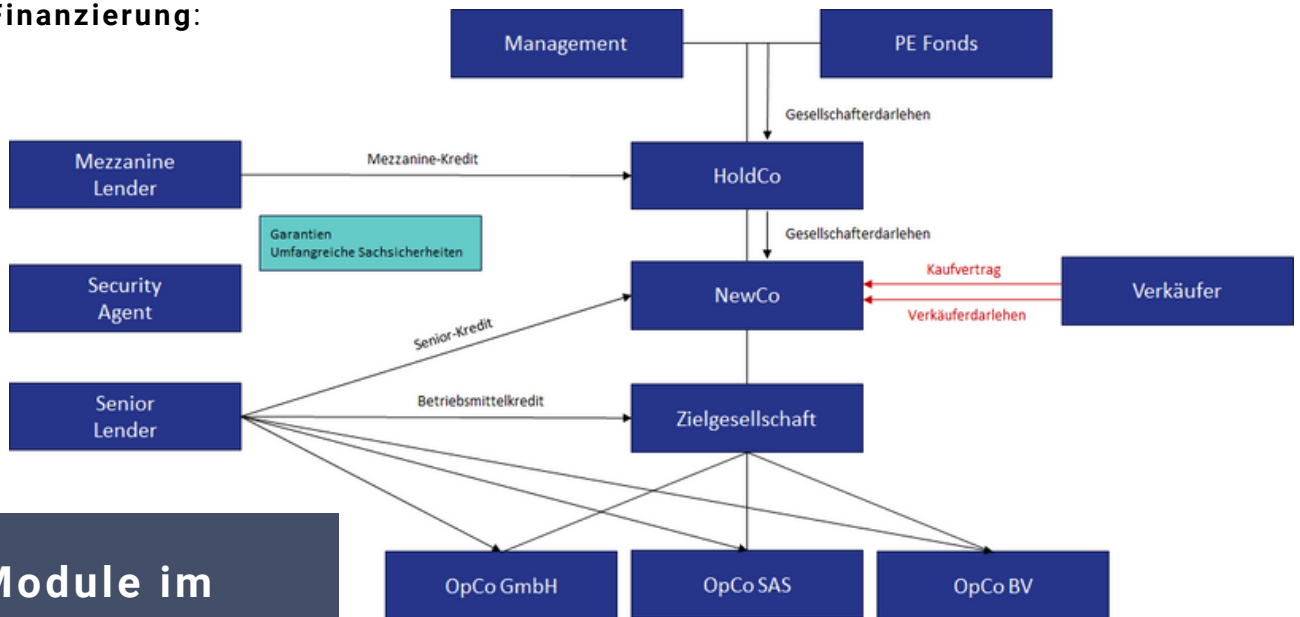 Finanzierung:
Management
PE Fonds
Gesellschafterdarlehen
Mezzanine
Lender
Mezzanine-Kredit
HoldCo
Garantien
Umfangreiche Sachsicherheiten
Gesellschafterdarlehen
Security
Agent
NewCo
Kaufvertrag
Verkäuferdarlehen
Verkäufer
Senior-Kredit
Senior
Lender
Betriebsmittelkredit
Zielgesellschaft
Module im
OpCo GmbH
OpCo SAS
OpCo BV